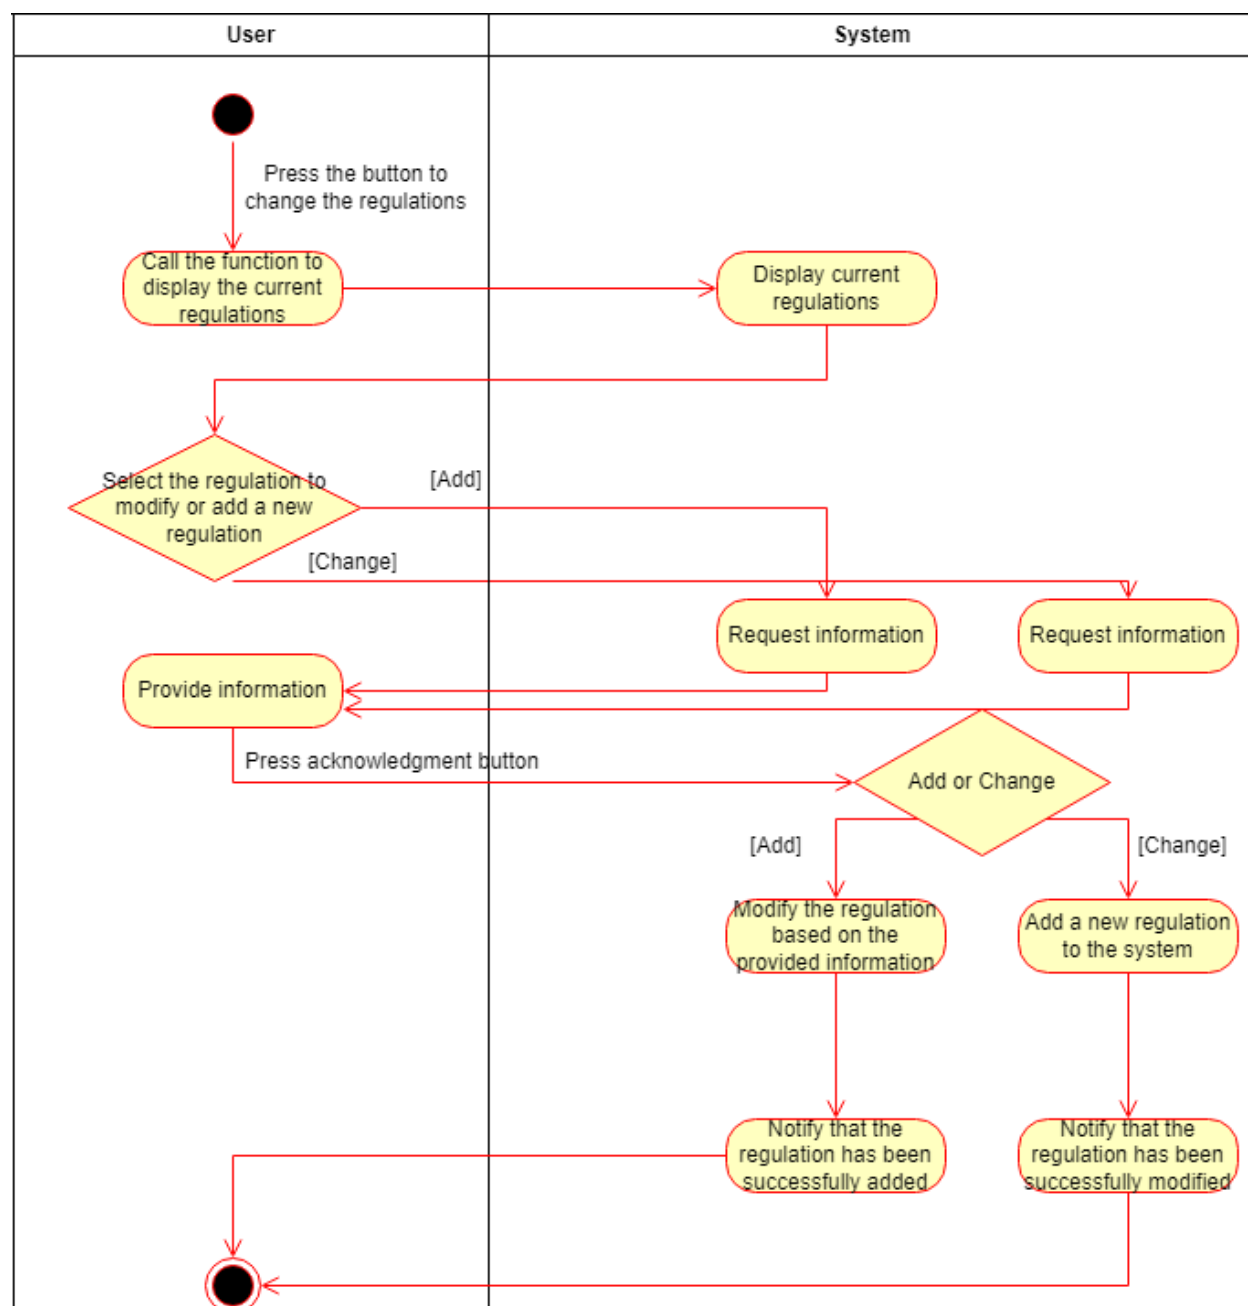 User
System
Press the button to
change the regulations
Call the function to
display the current
regulations
Display current
regulations
Select the regulation to
modify or add a new
regulation
[Add]
[Change]
Request information
Request information
Provide information
Press acknowledgment button
Add or Change
[Add]
[Change]
Modify the regulation
based on the
provided information
Add a new regulation
to the system
Notify that the
regulation has been
successfully added
Notify that the
regulation has been
successfully modified